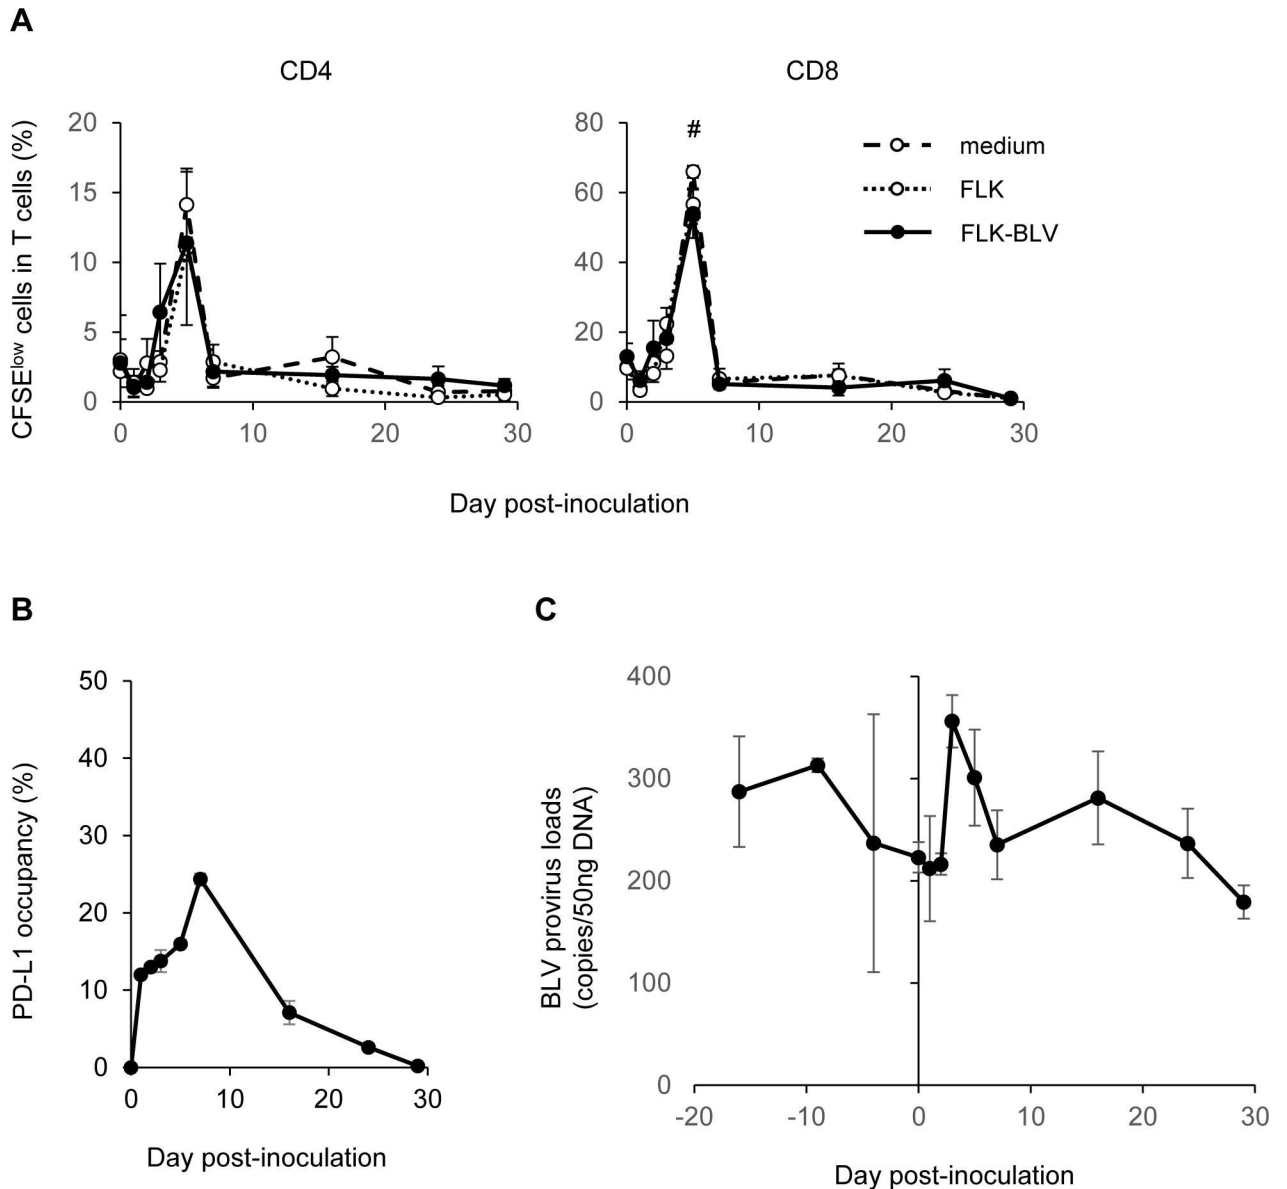 A
CD4
CD8
CFSElow cells in T cells (%)
20
15
10
5
0
0 10 20 30
80
60
40
20
0
0 10 20 30
#
medium
FLK
FLK-BLV
Day post-inoculation
B
PD-L1 occupancy (%)
50
40
30
20
10
0
0 10 20 30
Day post-inoculation
C
BLV provirus loads
(copies/50ng DNA)
400
300
200
100
0
-20 -10 0 10 20 30
Day post-inoculation